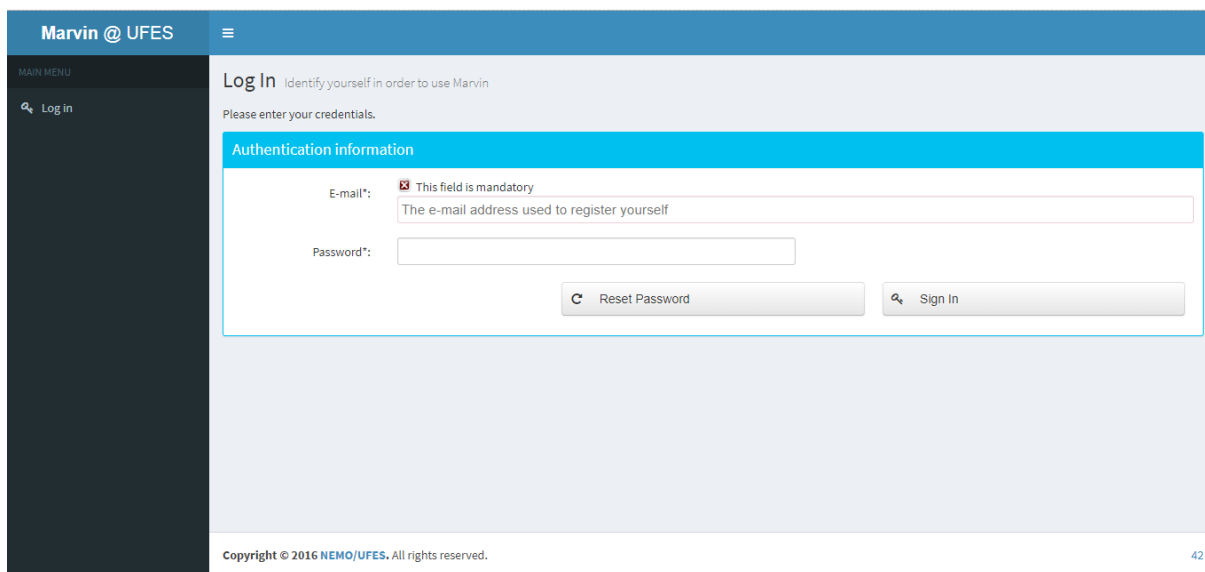 Marvin @ UFES
MAIN MENU
Log in
Log In Identify yourself in order to use Marvin
Please enter your credentials.
Authentication information
E-mail*:
This field is mandatory
The e-mail address used to register yourself
Password*:
Reset Password
Sign In
Copyright © 2016 NEMO/UFES. All rights reserved.
42